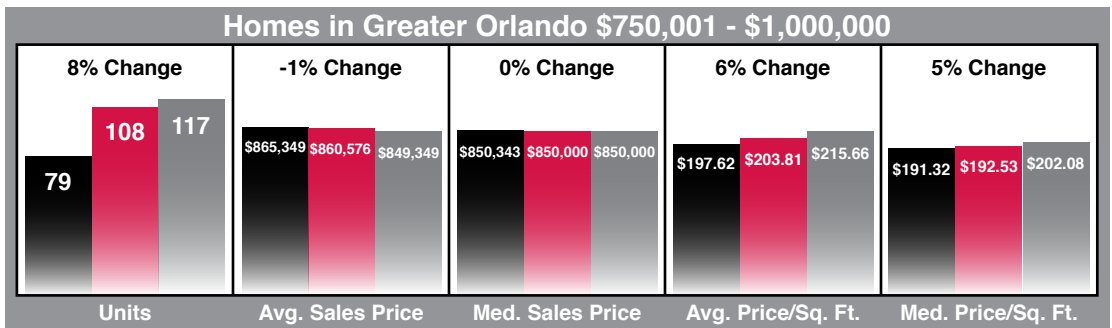 Homes in Greater Orlando $750,001 - $1,000,000
8% Change
79
108
117
Units
-1% Change
$865,349 $860,576 $849,349
Avg. Sales Price
0% Change
$850,343 $850,000 $850,000
Med. Sales Price
6% Change
$197.62 $203.81 $215.66
Avg. Price/Sq. Ft.
5% Change
$191.32 $192.53 $202.08
Med. Price/Sq. Ft.